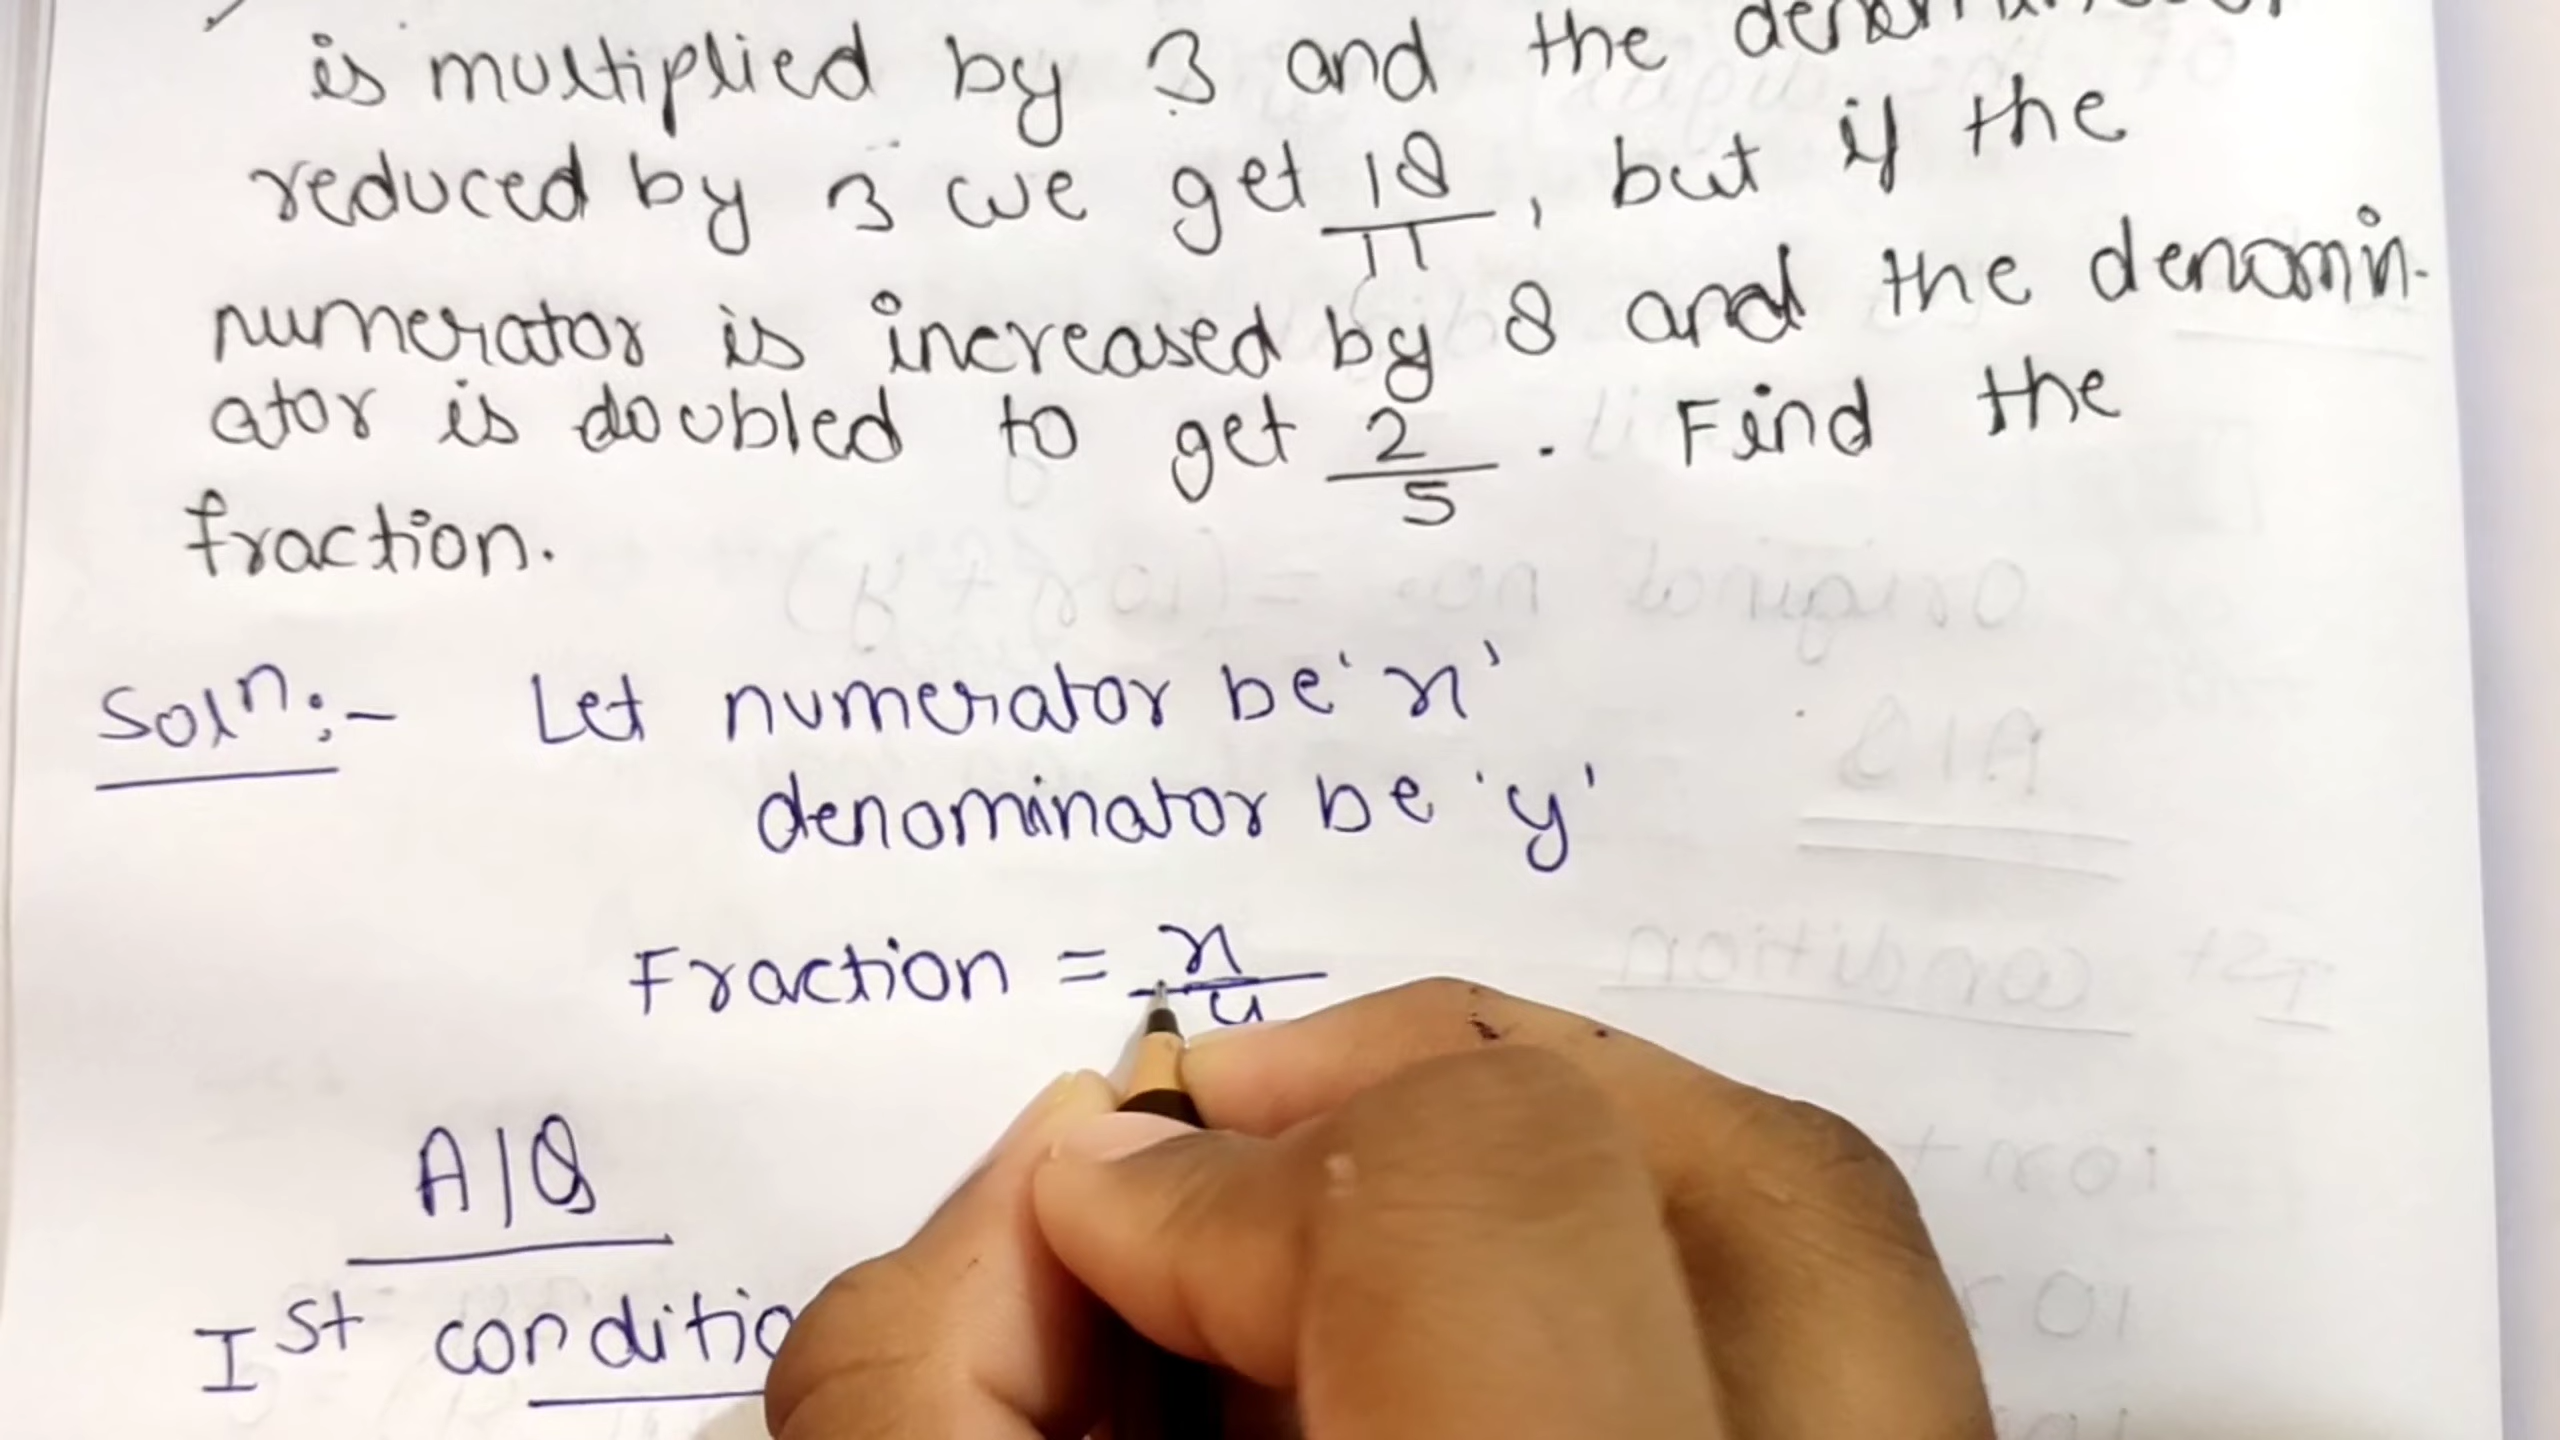 is multiplied by 3 and the denominator
reduced by 3 we get 18/11, but if the
numerator is increased by 8 and the denomin-
ator is doubled to get 2/5. Find the
fraction.
Solⁿ:- Let numerator be 'x'
denominator be 'y'
Fraction = x/y
A|Q
Iˢᵗ conditio